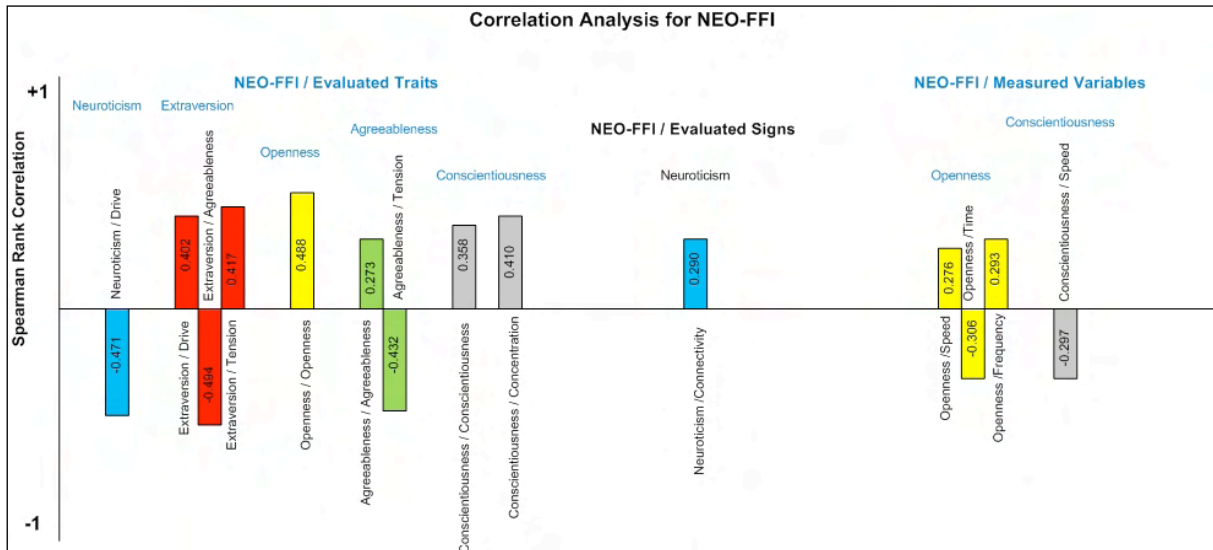 Correlation Analysis for NEO-FFI
+1
Spearman Rank Correlation
-1
NEO-FFI / Evaluated Traits
Neuroticism
Neuroticism / Drive
-0.471
Extraversion
0.402
Extraversion / Drive
Extraversion / Agreeableness
-0.494
0.417
Extraversion / Tension
Openness
0.488
Openness / Openness
Agreeableness
0.273
Agreeableness / Agreeableness
Agreeableness / Tension
-0.432
Conscientiousness
0.358
Conscientiousness / Conscientiousness
0.410
Conscientiousness / Concentration
NEO-FFI / Evaluated Signs
Neuroticism
0.290
Neuroticism /Connectivity
NEO-FFI / Measured Variables
Openness
0.276
Openness /Speed
Openness /Time
-0.306
0.293
Openness /Frequency
Conscientiousness
Conscientiousness / Speed
-0.297